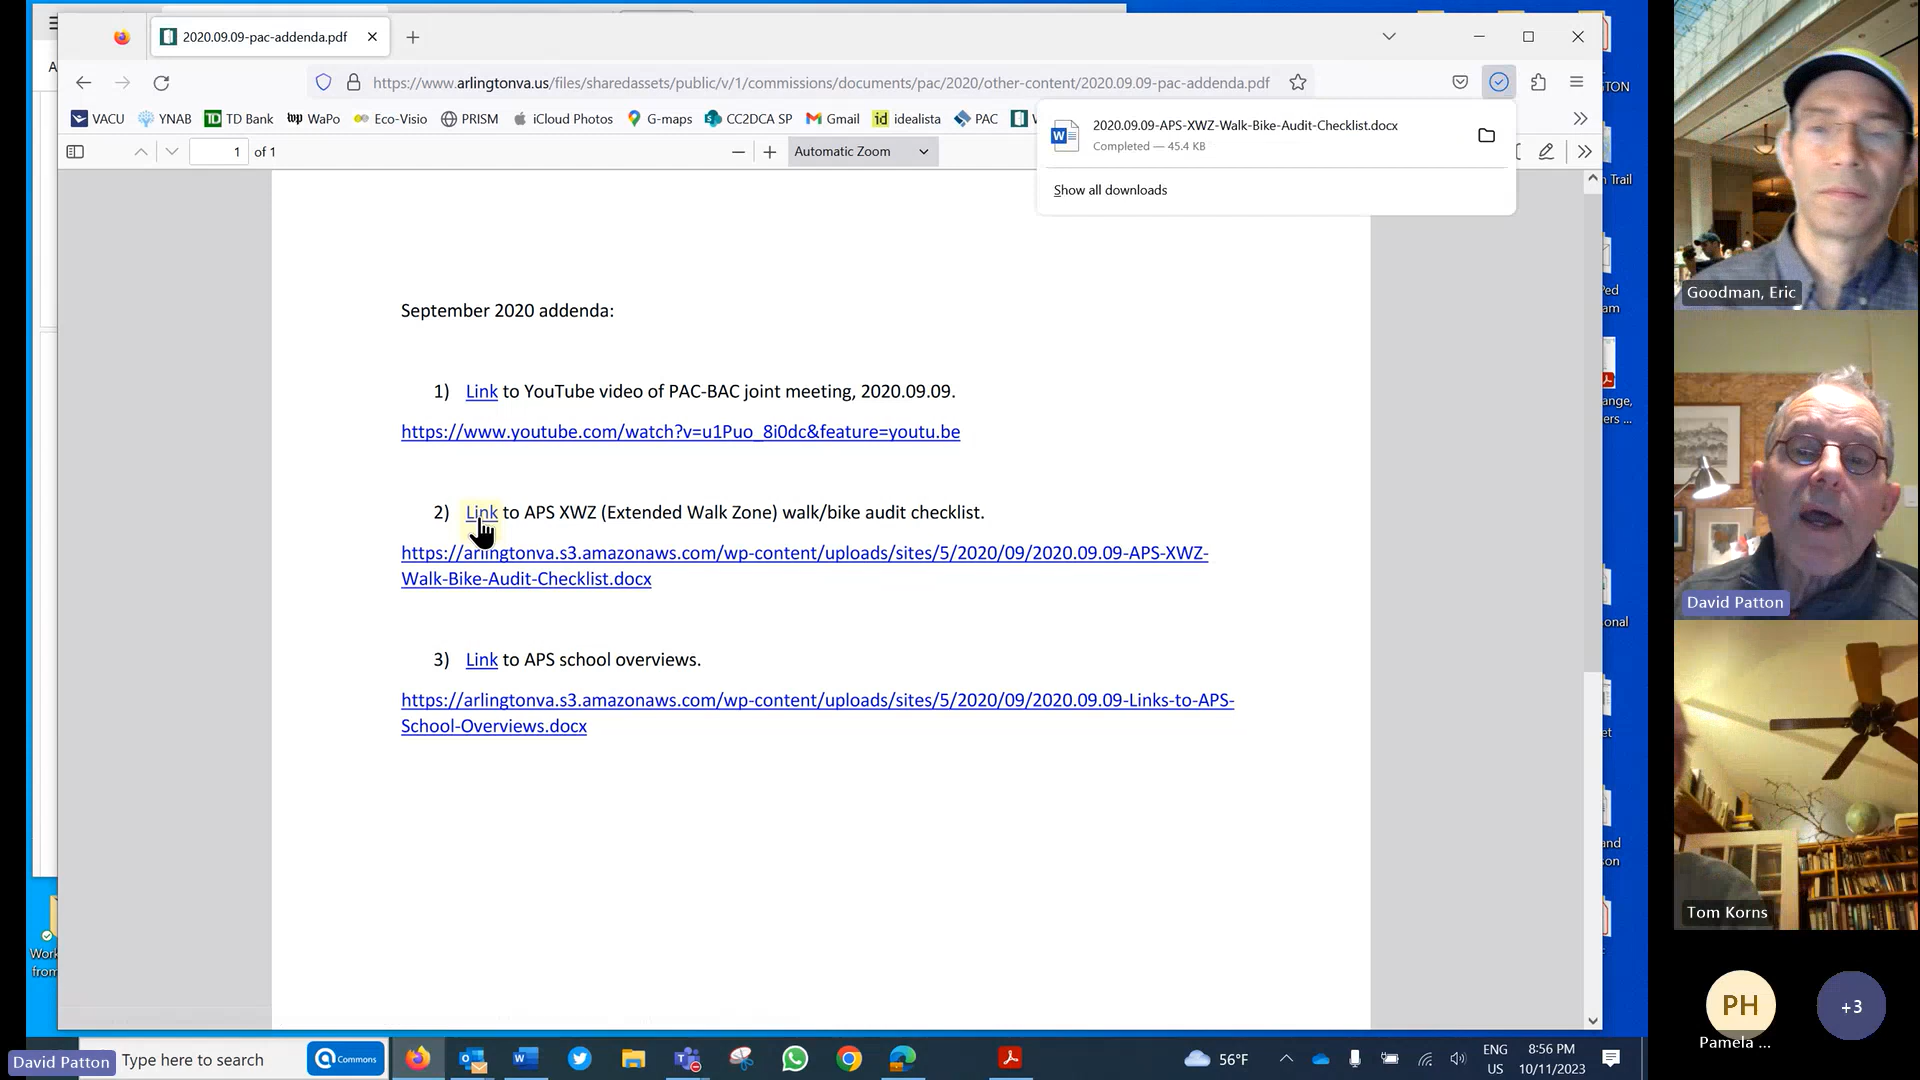 2020.09.09-pac-addenda.pdf
https://www.arlingtonva.us/files/sharedassets/public/v/1/commissions/documents/pac/2020/other-content/2020.09.09-pac-addenda.pdf
VACU YNAB TD Bank WaPo Eco-Visio PRISM iCloud Photos G-maps CC2DCA SP Gmail idealista PAC
1 of 1 Automatic Zoom
2020.09.09-APS-XWZ-Walk-Bike-Audit-Checklist.docx
Completed — 45.4 KB
Show all downloads
September 2020 addenda:
1) Link to YouTube video of PAC-BAC joint meeting, 2020.09.09.
https://www.youtube.com/watch?v=u1Puo_8i0dc&feature=youtu.be
2) Link to APS XWZ (Extended Walk Zone) walk/bike audit checklist.
https://arlingtonva.s3.amazonaws.com/wp-content/uploads/sites/5/2020/09/2020.09.09-APS-XWZ-
Walk-Bike-Audit-Checklist.docx
3) Link to APS school overviews.
https://arlingtonva.s3.amazonaws.com/wp-content/uploads/sites/5/2020/09/2020.09.09-Links-to-APS-
School-Overviews.docx
Goodman, Eric
David Patton
Tom Korns
PH
Pamela ...
+3
Trail
Work
from
David Patton
Type here to search
Commons
56°F
ENG
US
8:56 PM
10/11/2023